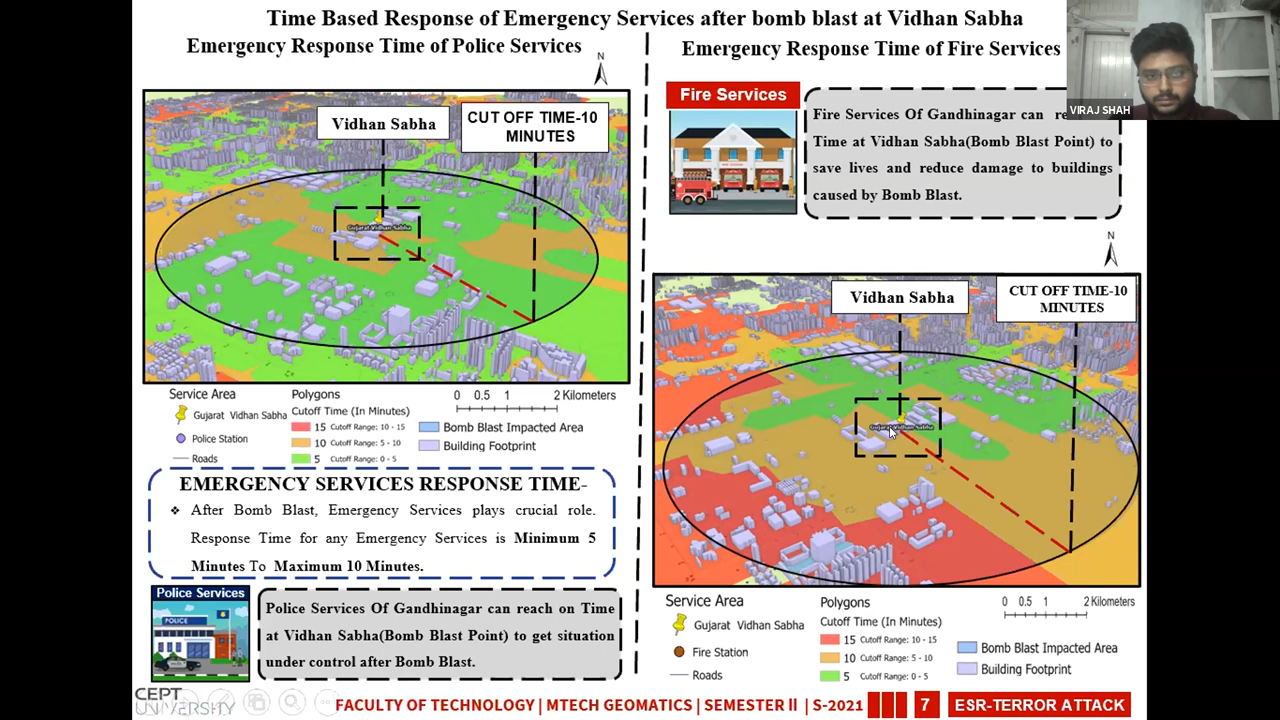 Time Based Response of Emergency Services after bomb blast at Vidhan Sabha
Emergency Response Time of Police Services
N
Vidhan Sabha
CUT OFF TIME-10
MINUTES
Gujarat Vidhan Sabha
Service Area
Gujarat Vidhan Sabha
Police Station
Roads
Polygons
Cutoff Time (In Minutes)
15 Cutoff Range: 10 - 15
10 Cutoff Range: 5 - 10
5 Cutoff Range: 0 - 5
0 0.5 1 2 Kilometers
Bomb Blast Impacted Area
Building Footprint
EMERGENCY SERVICES RESPONSE TIME-
❖ After Bomb Blast, Emergency Services plays crucial role.
Response Time for any Emergency Services is Minimum 5
Minutes To Maximum 10 Minutes.
Police Services
POLICE
Police Services Of Gandhinagar can reach on Time
at Vidhan Sabha(Bomb Blast Point) to get situation
under control after Bomb Blast.
Emergency Response Time of Fire Services
VIRAJ SHAH
Fire Services
Fire Services Of Gandhinagar can
Time at Vidhan Sabha(Bomb Blast Point) to
save lives and reduce damage to buildings
caused by Bomb Blast.
N
Vidhan Sabha
CUT OFF TIME-10
MINUTES
Gujarat Vidhan Sabha
Service Area
Gujarat Vidhan Sabha
Fire Station
Roads
Polygons
Cutoff Time (In Minutes)
15 Cutoff Range: 10 - 15
10 Cutoff Range: 5 - 10
5 Cutoff Range: 0 - 5
0 0.5 1 2 Kilometers
Bomb Blast Impacted Area
Building Footprint
CEPT
UNIVERSITY
FACULTY OF TECHNOLOGY | MTECH GEOMATICS | SEMESTER II | S-2021
7
ESR-TERROR ATTACK